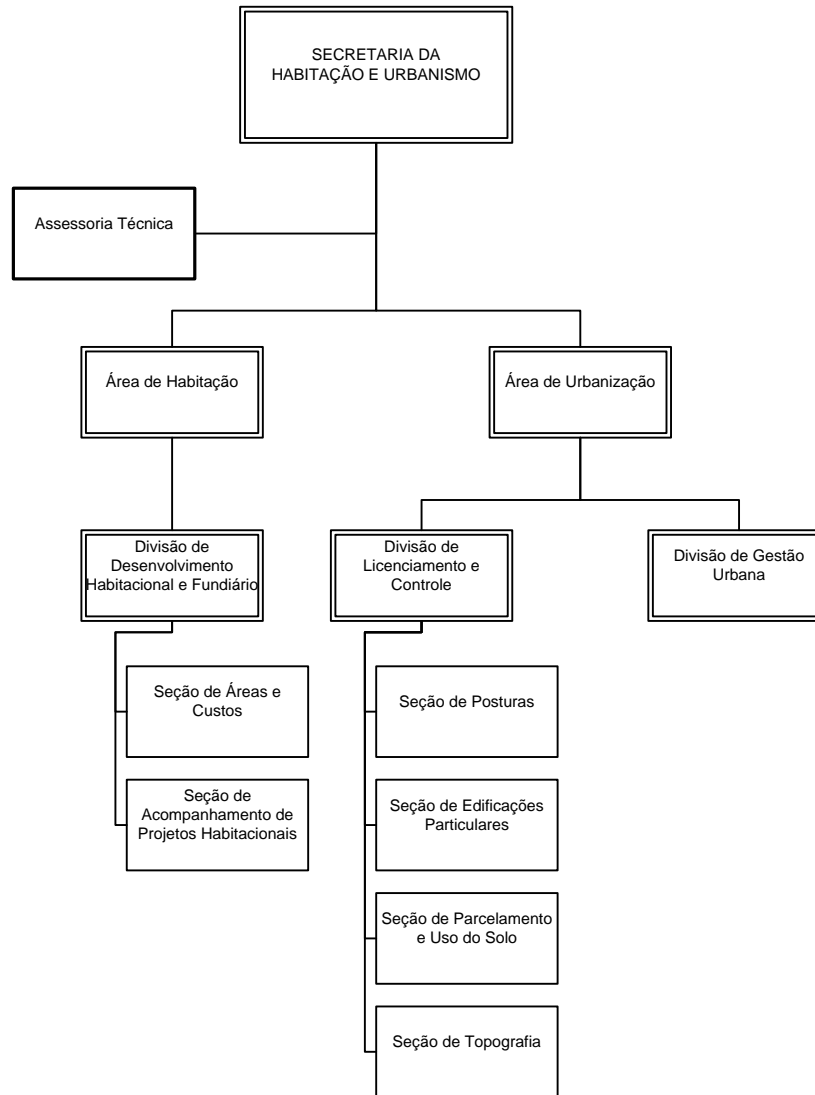 SECRETARIA DA
HABITAÇÃO E URBANISMO
Assessoria Técnica
Área de Habitação
Área de Urbanização
Divisão de
Desenvolvimento
Habitacional e Fundiário
Divisão de
Licenciamento e
Controle
Divisão de Gestão
Urbana
Seção de Áreas e
Custos
Seção de
Acompanhamento de
Projetos Habitacionais
Seção de Posturas
Seção de Edificações
Particulares
Seção de Parcelamento
e Uso do Solo
Seção de Topografia